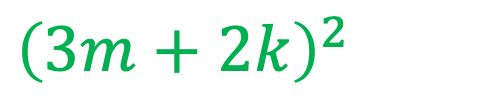 (3m + 2k)²